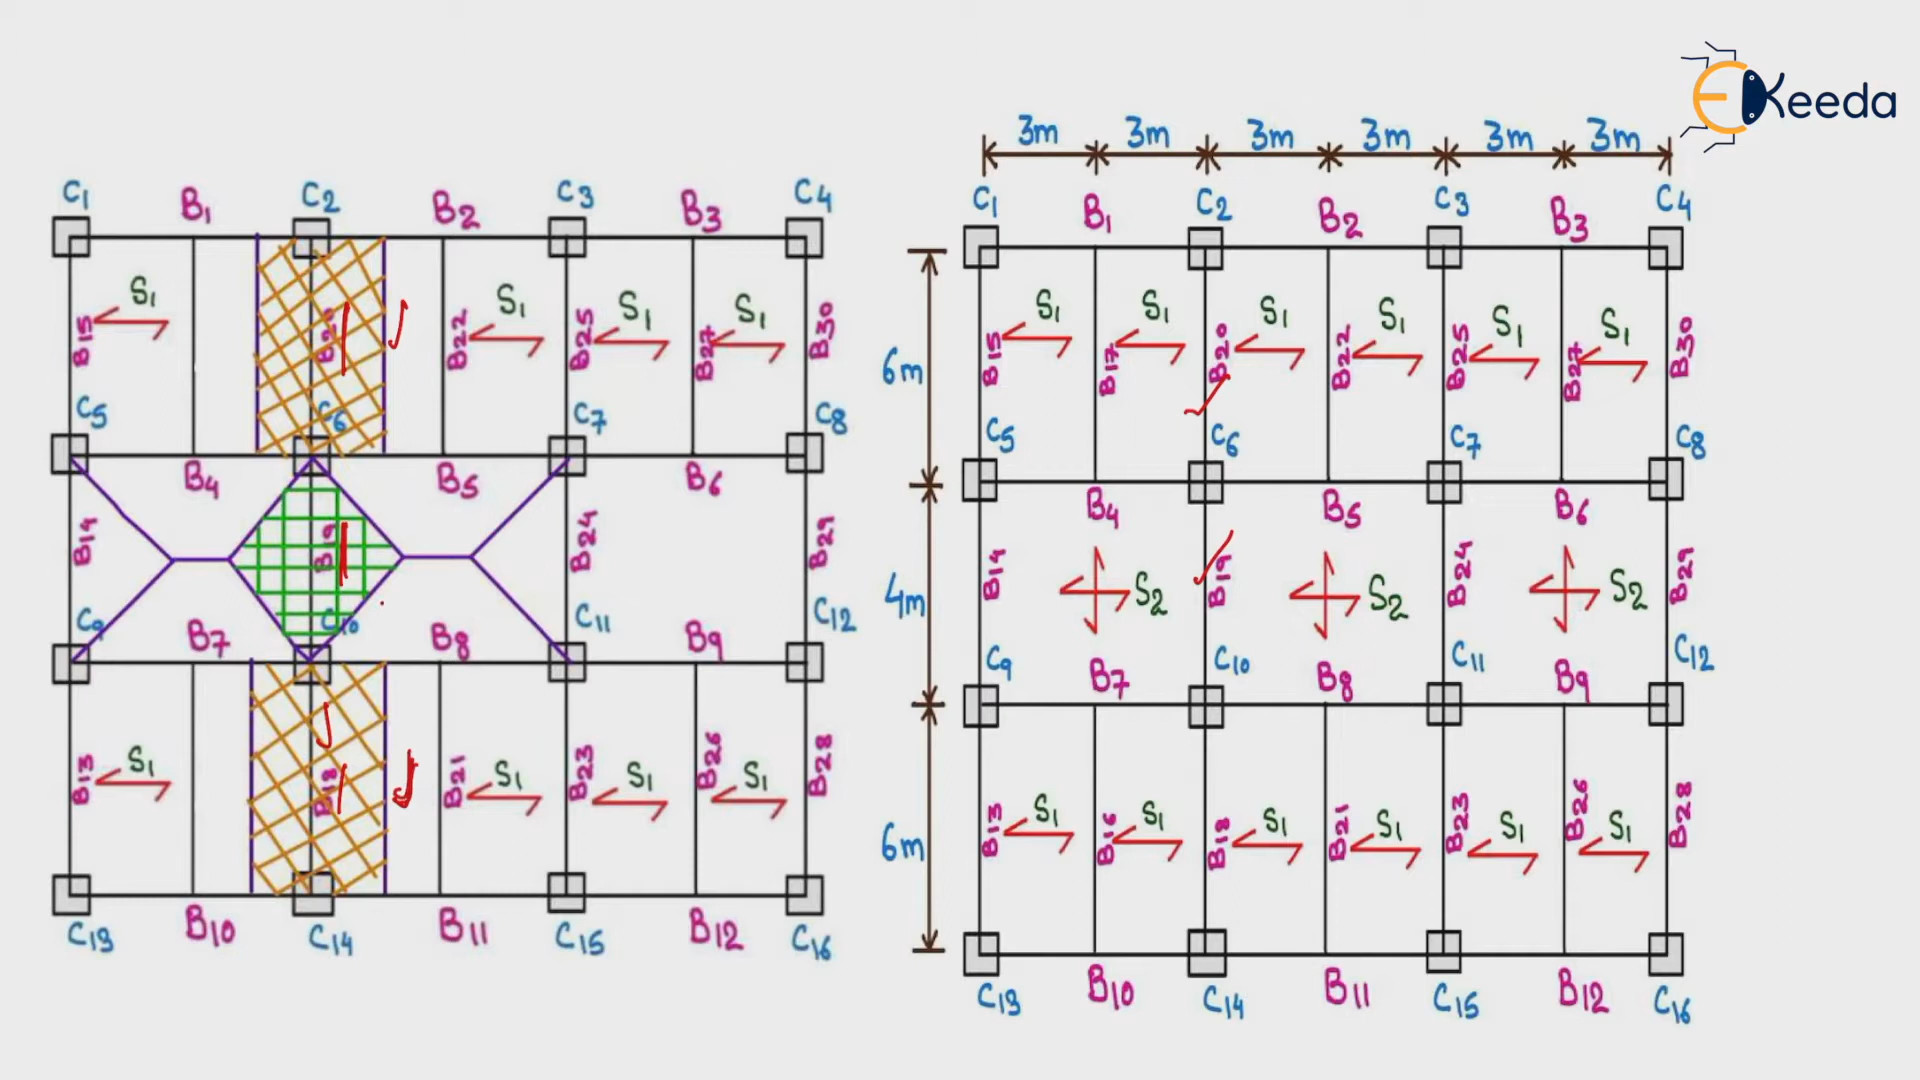 EKeeda
3m 3m 3m 3m 3m 3m
C1 B1 C2 B2 C3 B3 C4
S1 S1 S1 S1
B15 B20 B22 B25 B27 B30
C5 C6 C7 C8
B4 B5 B6
B14 B19 B24 B29
C9 C10 C11 C12
B7 B8 B9
S1 S1 S1 S1
B13 B18 B21 B23 B26 B28
C13 B10 C14 B11 C15 B12 C16
C1 B1 C2 B2 C3 B3 C4
6m
S1 S1 S1 S1 S1 S1
B15 B17 B20 B22 B25 B27 B30
C5 C6 C7 C8
B4 B5 B6
4m
B14 S2 B19 S2 B24 S2 B29
C9 C10 C11 C12
B7 B8 B9
6m
S1 S1 S1 S1 S1 S1
B13 B16 B18 B21 B23 B26 B28
C13 B10 C14 B11 C15 B12 C16